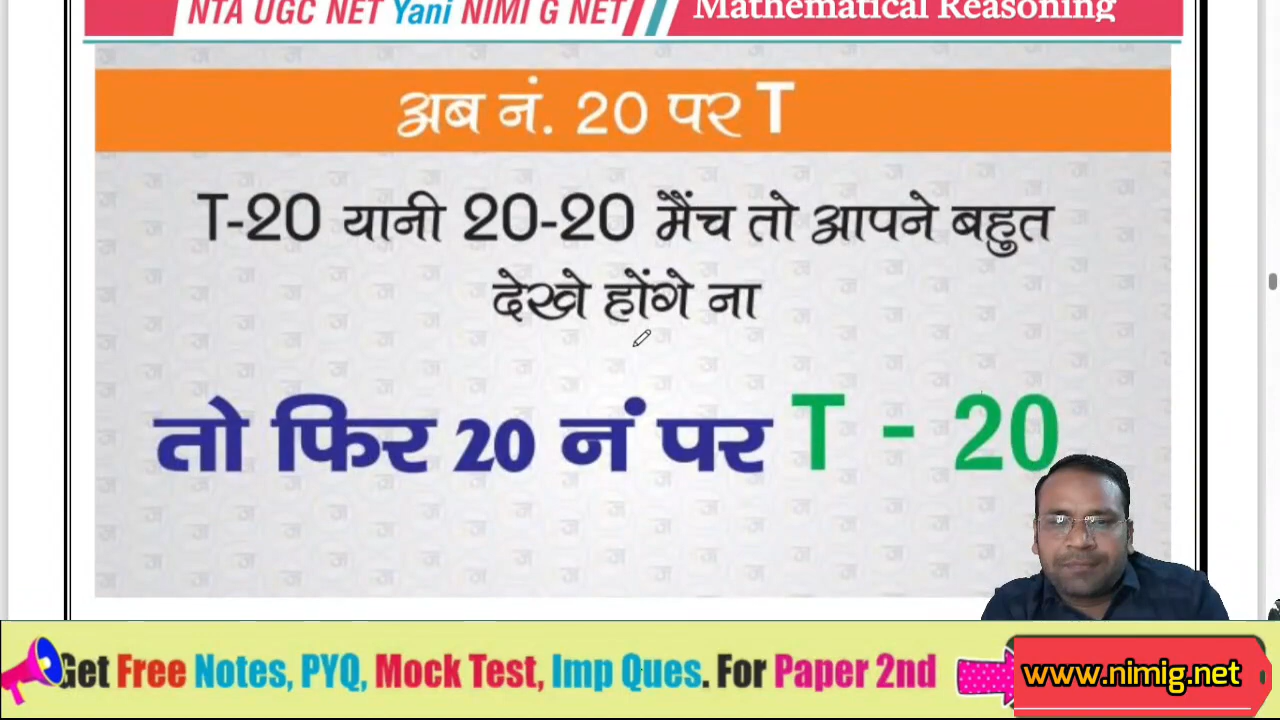 NTA UGC NET Yani NIMI G NET
Mathematical Reasoning
अब नं. 20 पर T
T-20 यानी 20-20 मैंच तो आपने बहुत
देखे होंगे ना
तो फिर 20 नं पर T - 20
Get Free Notes, PYQ, Mock Test, Imp Ques. For Paper 2nd
www.nimig.net